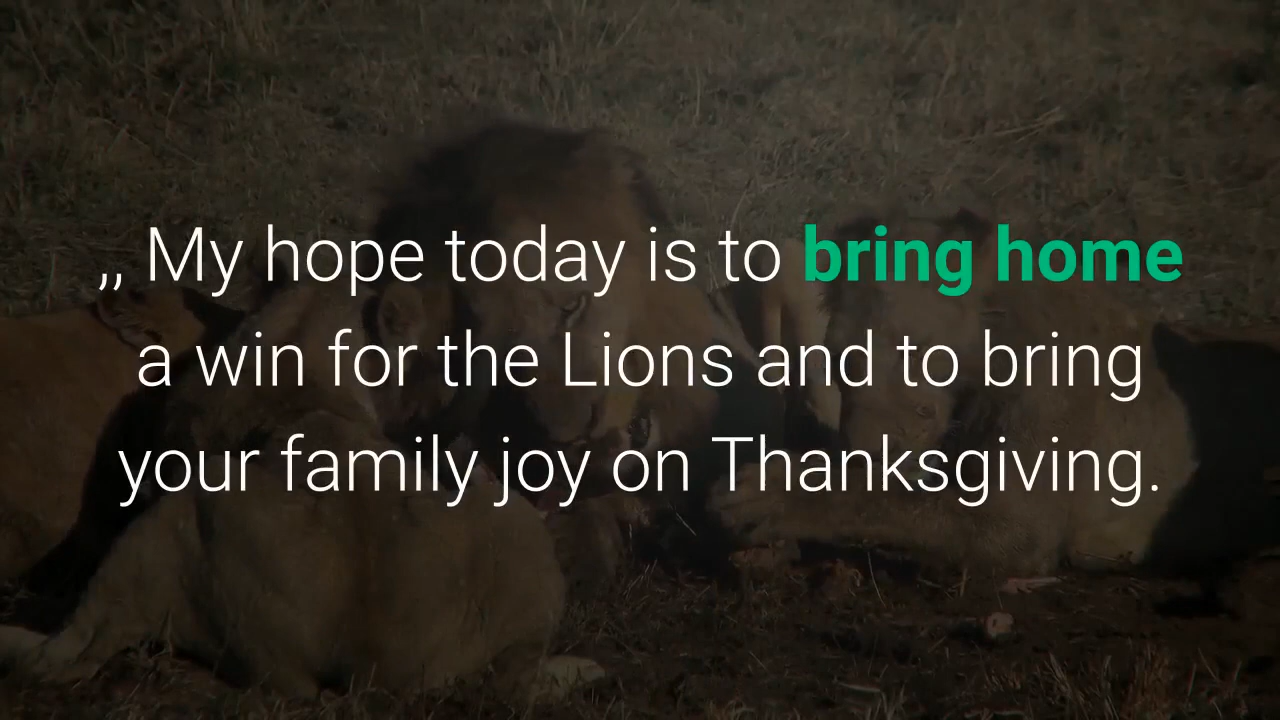 „ My hope today is to bring home
a win for the Lions and to bring
your family joy on Thanksgiving.